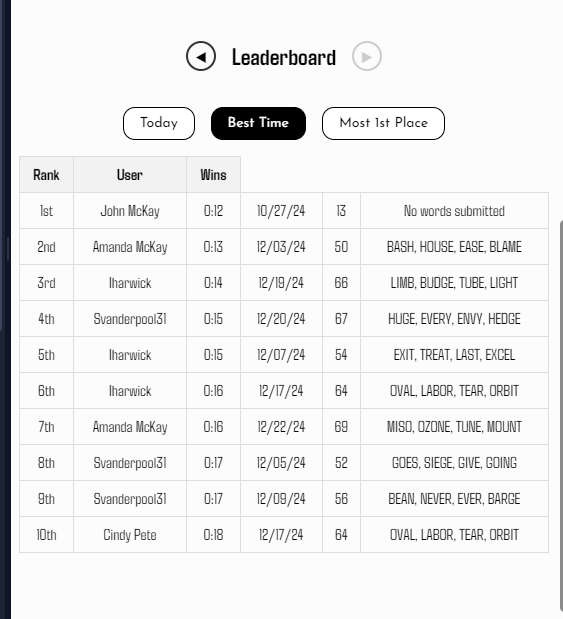 Leaderboard
Today Best Time Most 1st Place
Rank User Wins
1st John McKay 0:12 10/27/24 13 No words submitted
2nd Amanda McKay 0:13 12/03/24 50 BASH, HOUSE, EASE, BLAME
3rd lharwick 0:14 12/19/24 66 LIMB, BUDGE, TUBE, LIGHT
4th Svanderpool31 0:15 12/20/24 67 HUGE, EVERY, ENVY, HEDGE
5th lharwick 0:15 12/07/24 54 EXIT, TREAT, LAST, EXCEL
6th lharwick 0:16 12/17/24 64 OVAL, LABOR, TEAR, ORBIT
7th Amanda McKay 0:16 12/22/24 69 MISO, OZONE, TUNE, MOUNT
8th Svanderpool31 0:17 12/05/24 52 GOES, SIEGE, GIVE, GOING
9th Svanderpool31 0:17 12/09/24 56 BEAN, NEVER, EVER, BARGE
10th Cindy Pete 0:18 12/17/24 64 OVAL, LABOR, TEAR, ORBIT